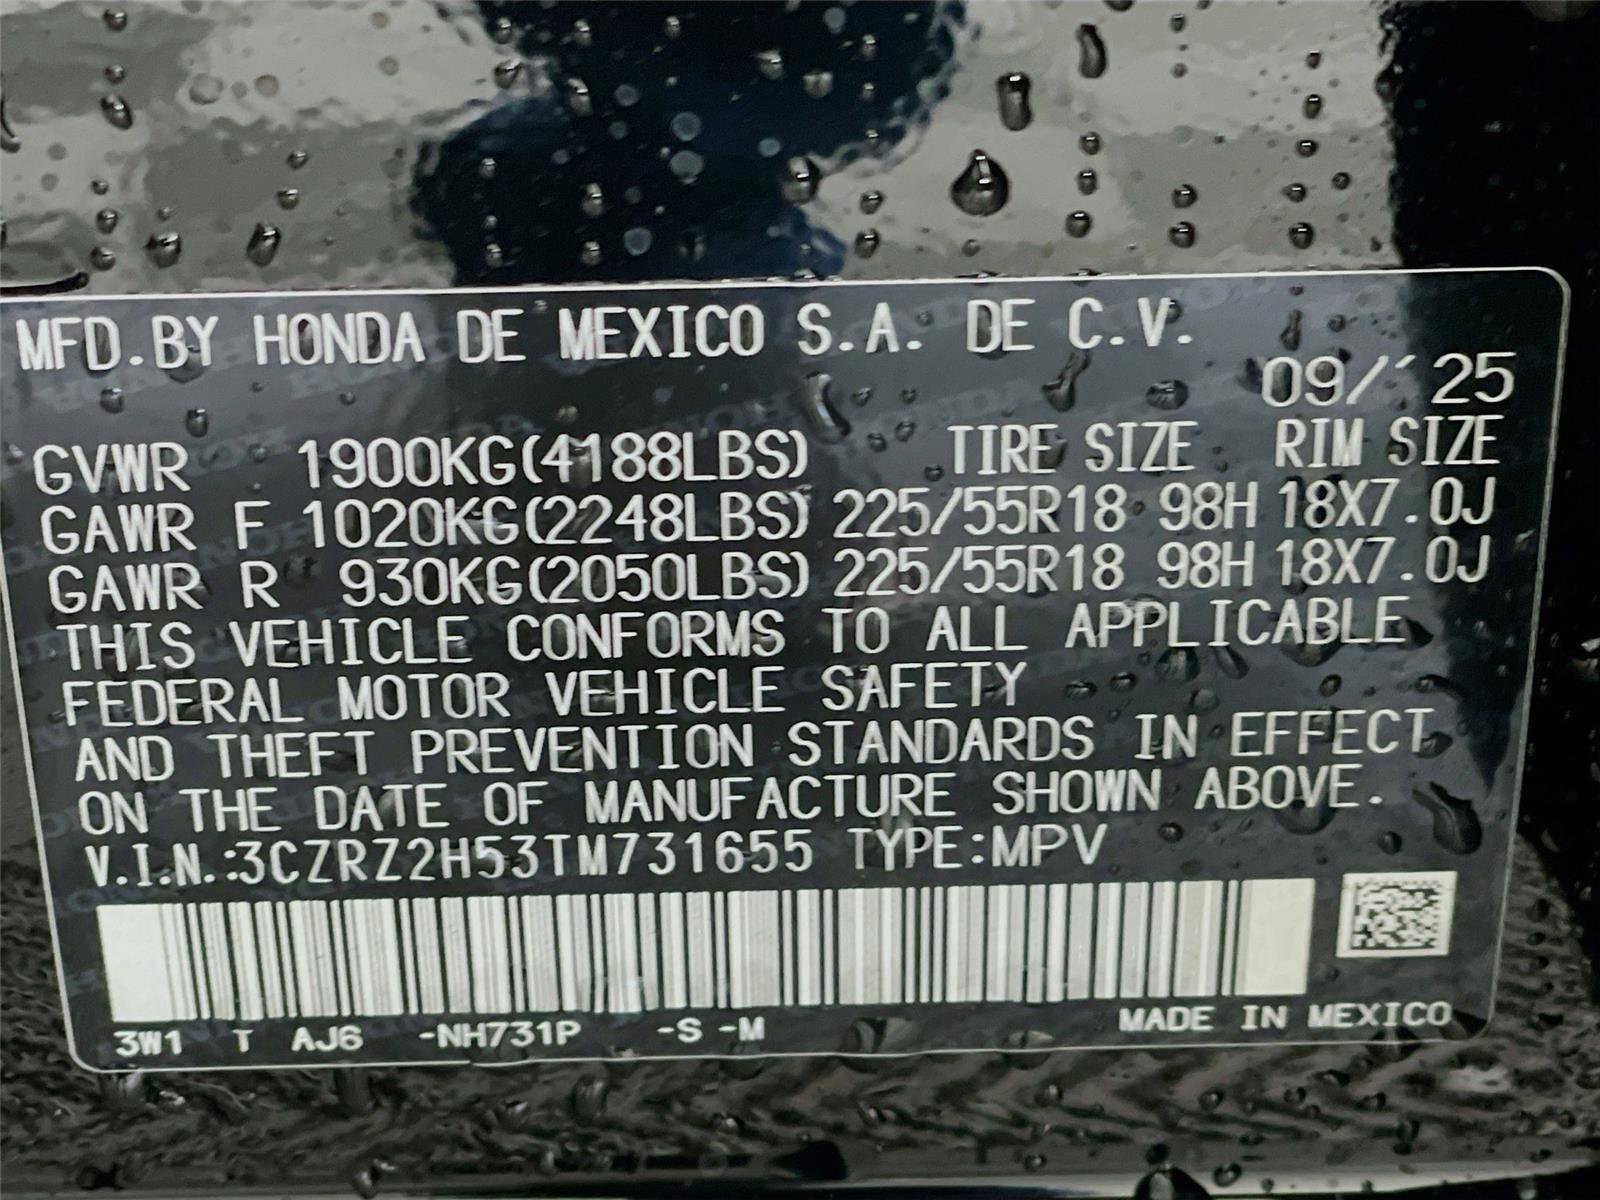 MFD.BY HONDA DE MEXICO S.A. DE C.V.
09/'25
GVWR 1900KG(4188LBS) TIRE SIZE RIM SIZE
GAWR F 1020KG(2248LBS) 225/55R18 98H 18X7.0J
GAWR R 930KG(2050LBS) 225/55R18 98H 18X7.0J
THIS VEHICLE CONFORMS TO ALL APPLICABLE
FEDERAL MOTOR VEHICLE SAFETY
AND THEFT PREVENTION STANDARDS IN EFFECT
ON THE DATE OF MANUFACTURE SHOWN ABOVE.
V.I.N.:3CZRZ2H53TM731655 TYPE:MPV
3W1 T AJ6 -NH731P -S -M MADE IN MEXICO